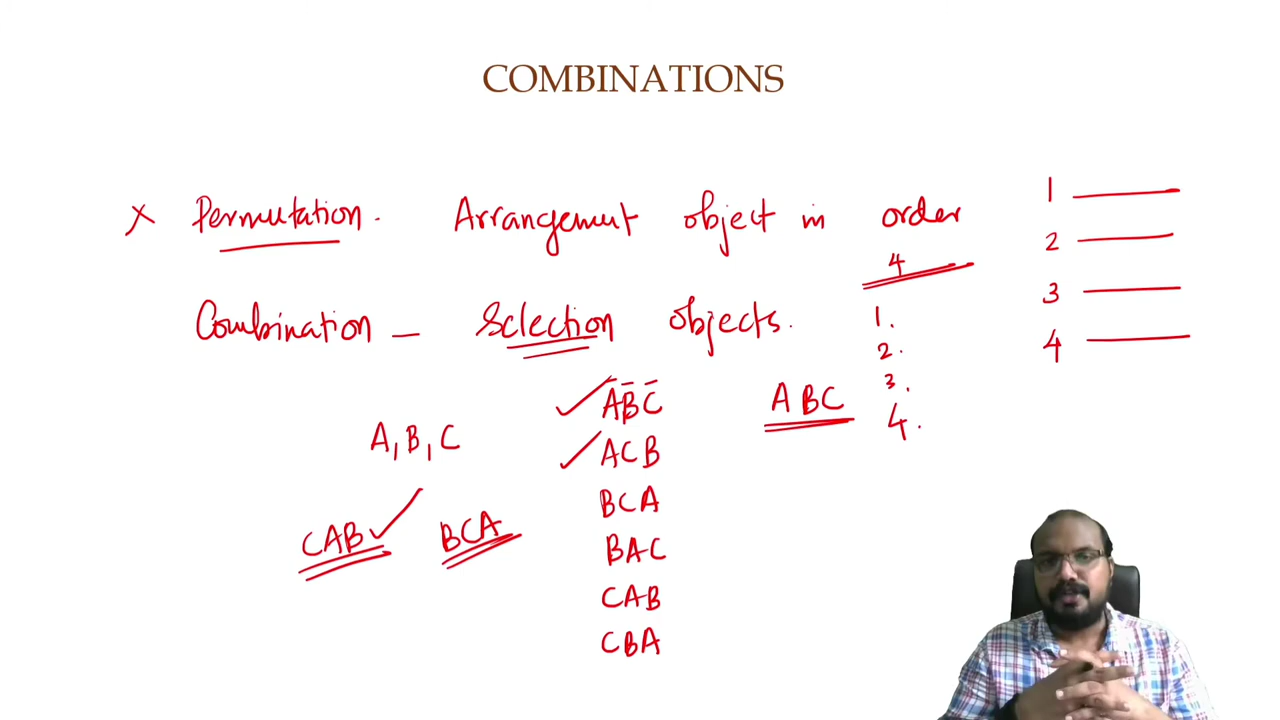 COMBINATIONS
X Permutation. Arrangement object in order
4
Combination - Selection objects.
1.
2.
3.
4.
1
2
3
4
A, B, C
ABC
ACB
BCA
BAC
CAB
CBA
ABC
CAB
BCA